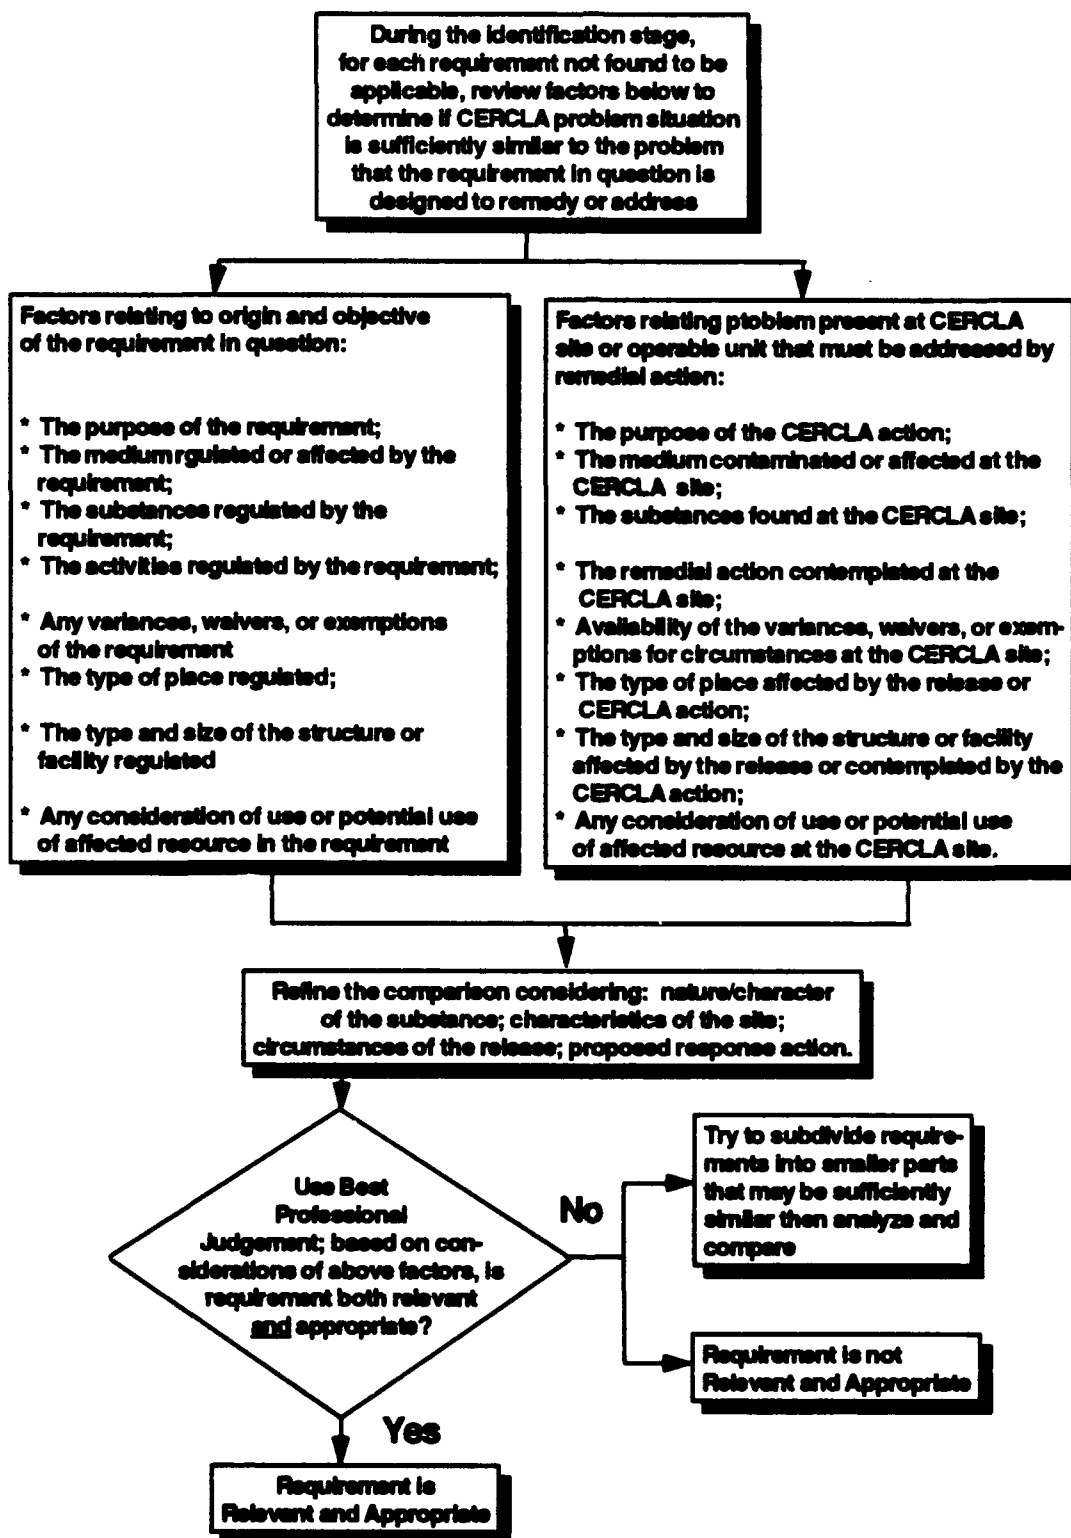 During the identification stage,
for each requirement not found to be
applicable, review factors below to
determine if CERCLA problem situation
is sufficiently similar to the problem
that the requirement in question is
designed to remedy or address
Factors relating to origin and objective
of the requirement in question:
* The purpose of the requirement;
* The medium rgulated or affected by the
requirement;
* The substances regulated by the
requirement;
* The activities regulated by the requirement;
* Any variances, waivers, or exemptions
of the requirement
* The type of place regulated;
* The type and size of the structure or
facility regulated
* Any consideration of use or potential use
of affected resource in the requirement
Factors relating ptoblem present at CERCLA
site or operable unit that must be addressed by
remedial action:
* The purpose of the CERCLA action;
* The medium contaminated or affected at the
CERCLA site;
* The substances found at the CERCLA site;
* The remedial action contemplated at the
CERCLA site;
* Availability of the variances, waivers, or exem-
ptions for circumstances at the CERCLA site;
* The type of place affected by the release or
CERCLA action;
* The type and size of the structure or facility
affected by the release or contemplated by the
CERCLA action;
* Any consideration of use or potential use
of affected resource at the CERCLA site.
Refine the comparison considering: nature/character
of the substance; characteristics of the site;
circumstances of the release; proposed response action.
Use Best
Professional
Judgement; based on con-
siderations of above factors, is
requirement both relevant
and appropriate?
No
Try to subdivide require-
ments into smaller parts
that may be sufficiently
similar then analyze and
compare
Requirement is not
Relevant and Appropriate
Yes
Requirement is
Relevant and Appropriate